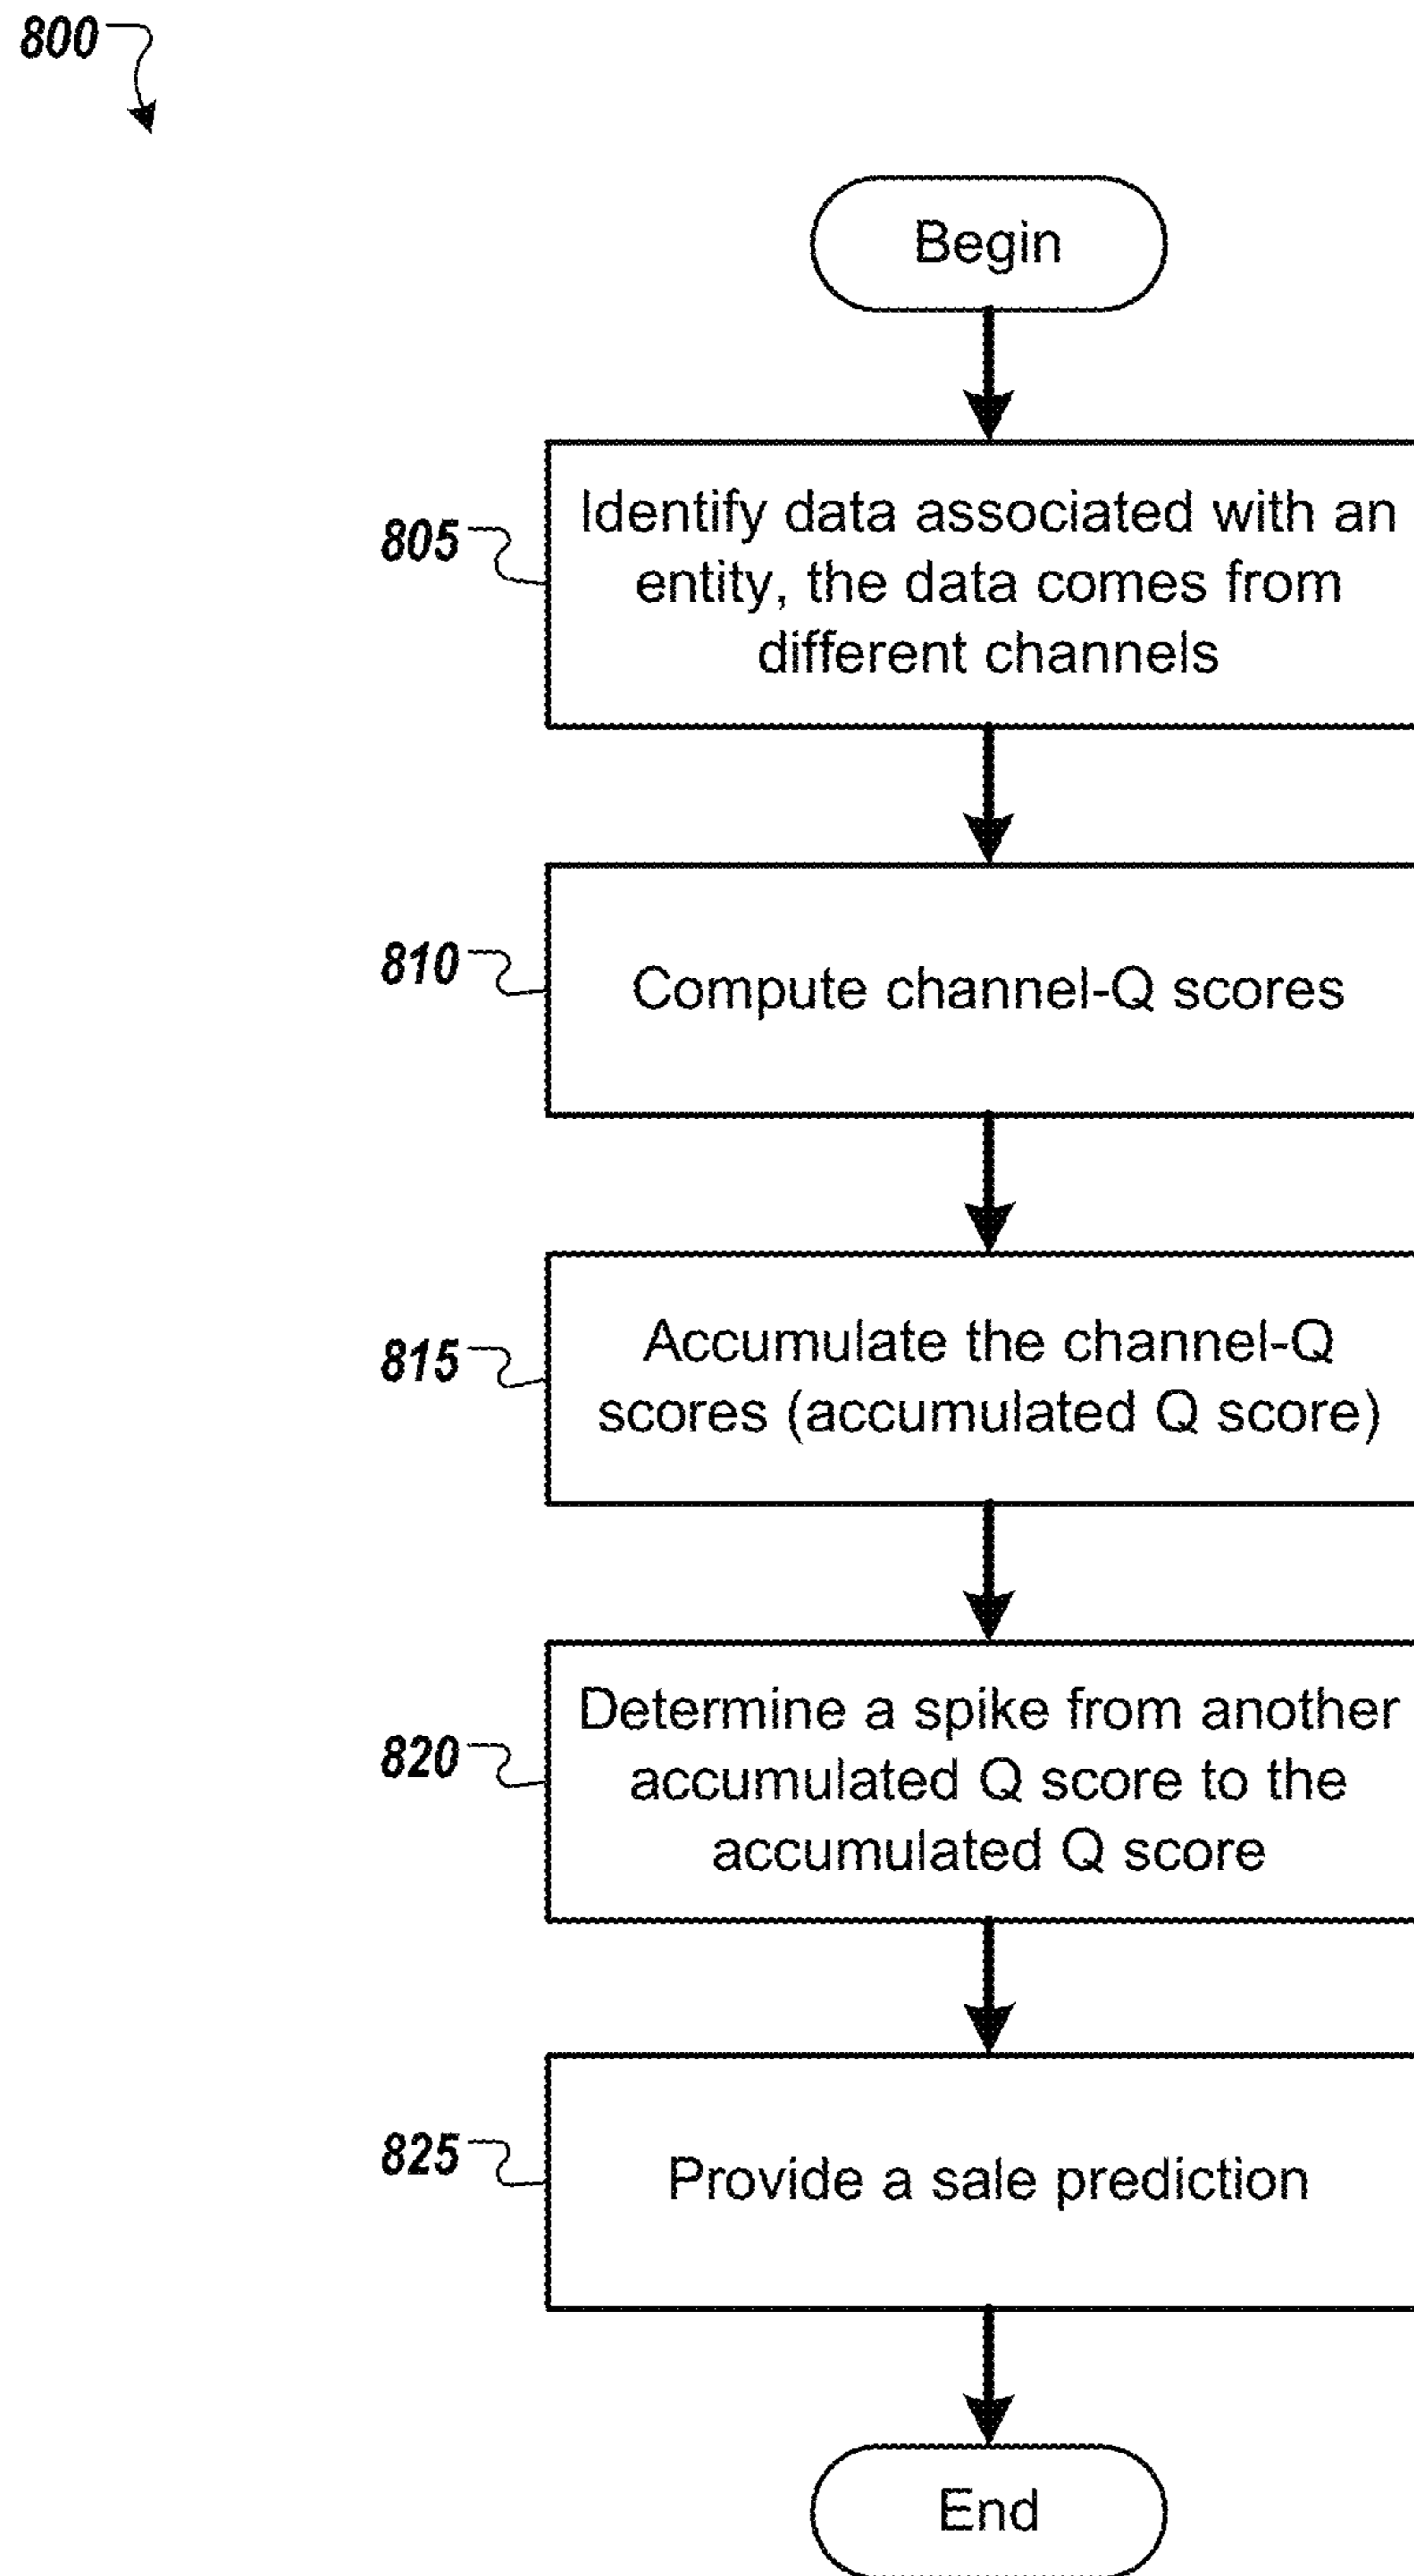 800
Begin
805
Identify data associated with an
entity, the data comes from
different channels
810
Compute channel-Q scores
815
Accumulate the channel-Q
scores (accumulated Q score)
820
Determine a spike from another
accumulated Q score to the
accumulated Q score
825
Provide a sale prediction
End